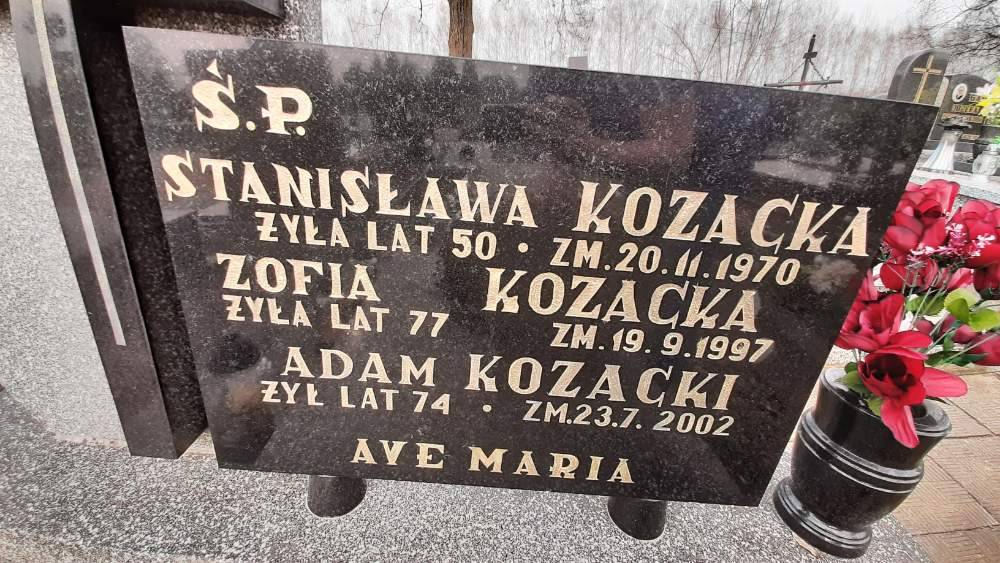 Ś.P.
STANISŁAWA KOZACKA
ŻYŁA LAT 50 • ZM. 20. 11. 1970
ZOFIA KOZACKA
ŻYŁA LAT 77 ZM. 19. 9. 1997
ADAM KOZACKI
ŻYŁ LAT 74 • ZM. 23. 7. 2002
AVE MARIA